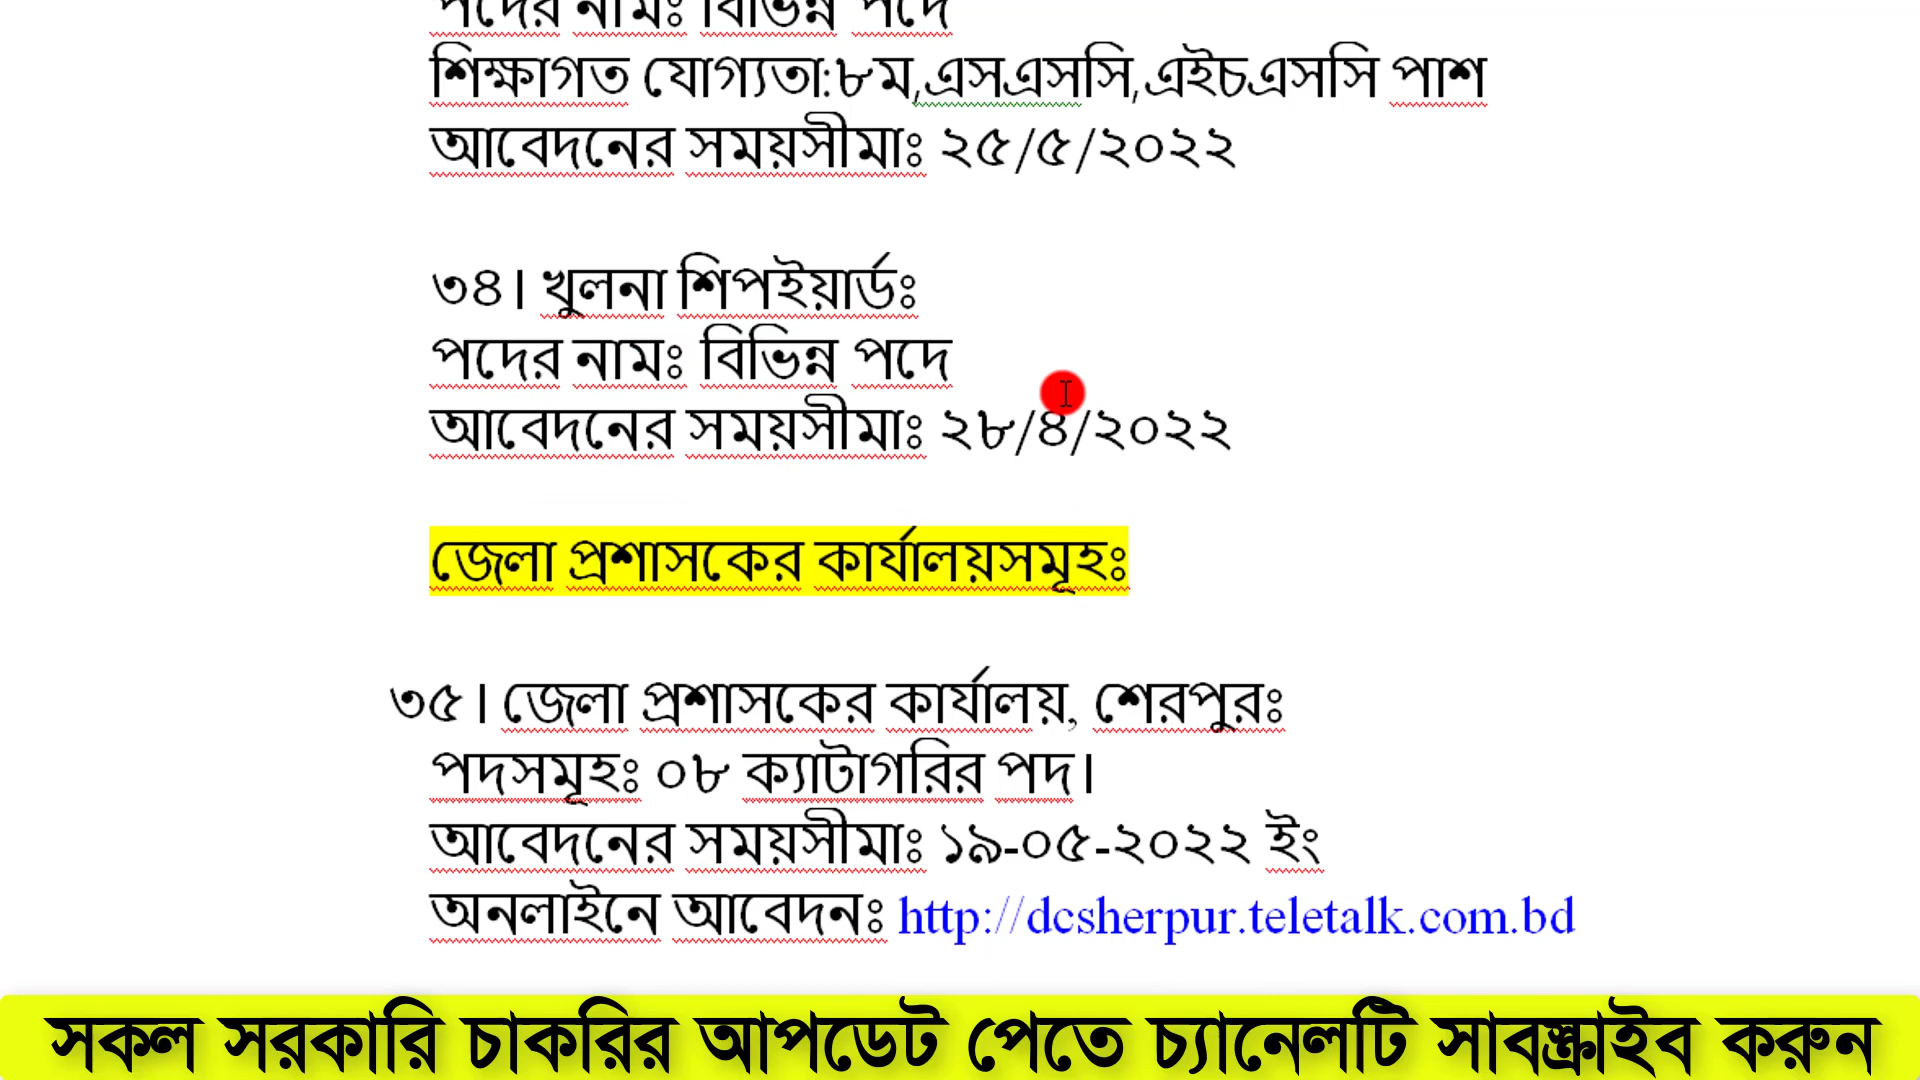 পদের নামঃ বিভিন্ন পদে
শিক্ষাগত যোগ্যতা:৮ম,এসএসসি,এইচএসসি পাশ
আবেদনের সময়সীমাঃ ২৫/৫/২০২২
৩৪। খুলনা শিপইয়ার্ডঃ
পদের নামঃ বিভিন্ন পদে
আবেদনের সময়সীমাঃ ২৮/৪/২০২২
জেলা প্রশাসকের কার্যালয়সমূহঃ
৩৫। জেলা প্রশাসকের কার্যালয়, শেরপুরঃ
পদসমূহঃ ০৮ ক্যাটাগরির পদ।
আবেদনের সময়সীমাঃ ১৯-০৫-২০২২ ইং
অনলাইনে আবেদনঃ http://dcsherpur.teletalk.com.bd
সকল সরকারি চাকরির আপডেট পেতে চ্যানেলটি সাবস্ক্রাইব করুন